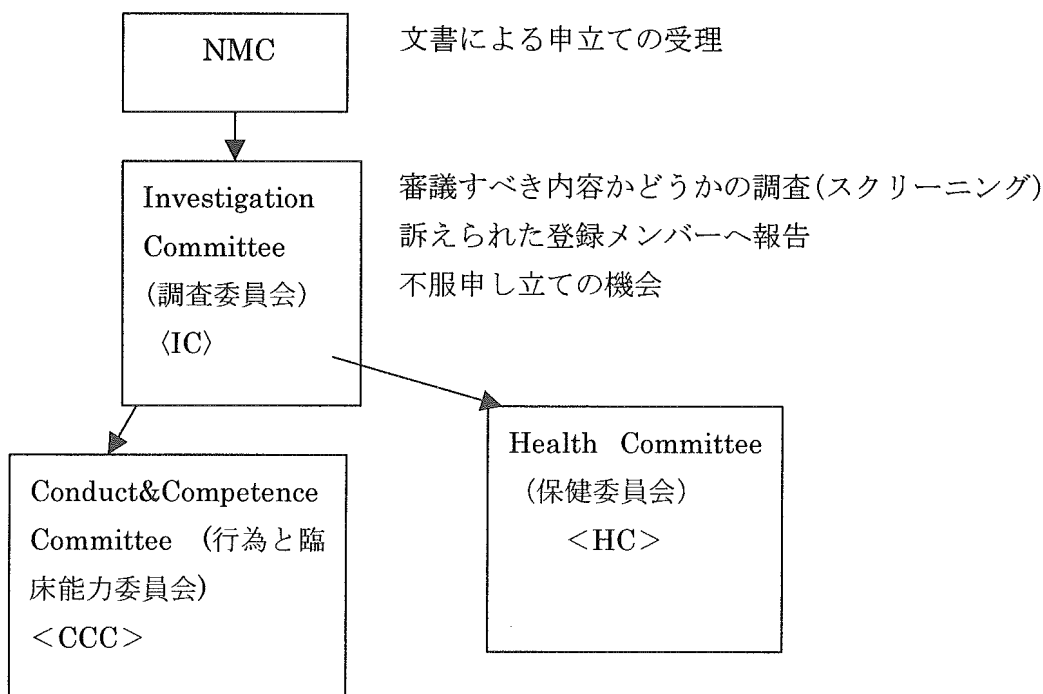 NMC
文書による申立ての受理
Investigation
Committee
(調査委員会)
〈IC〉
審議すべき内容かどうかの調査(スクリーニング)
訴えられた登録メンバーへ報告
不服申し立ての機会
Health Committee
(保健委員会)
＜HC＞
Conduct&Competence
Committee (行為と臨
床能力委員会)
＜CCC＞